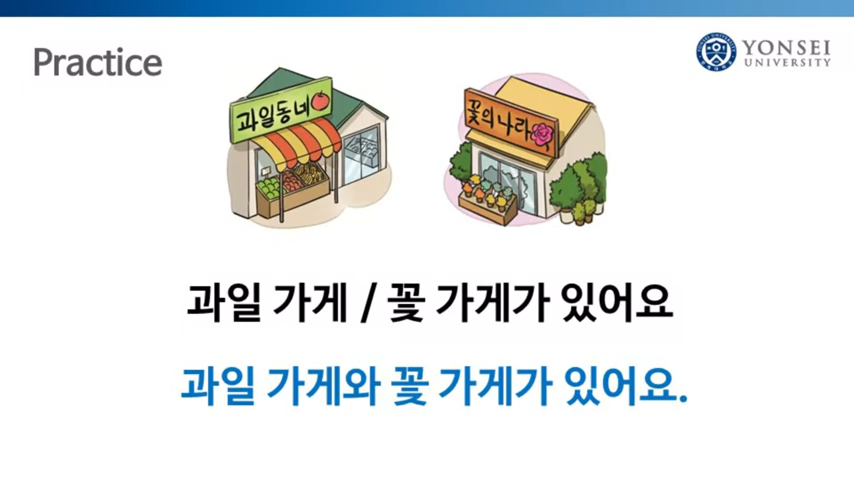 Practice
YONSEI
UNIVERSITY
과일동네
꽃의나라
과일 가게 / 꽃 가게가 있어요
과일 가게와 꽃 가게가 있어요.